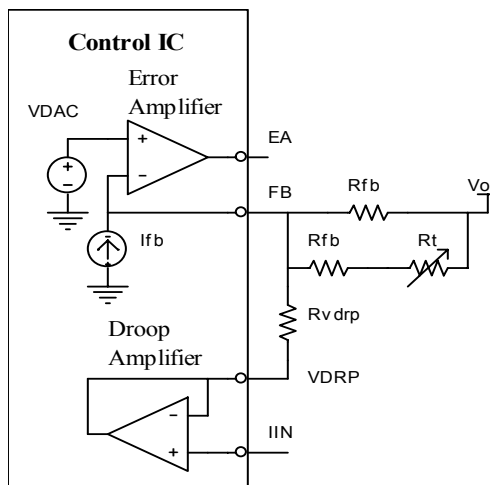 Control IC
Error
Amplifier
VDAC
+
−
+
−
EA
FB
Rfb
Vo
Ifb
Rfb
Rt
Rvdrp
Droop
Amplifier
VDRP
−
+
IIN